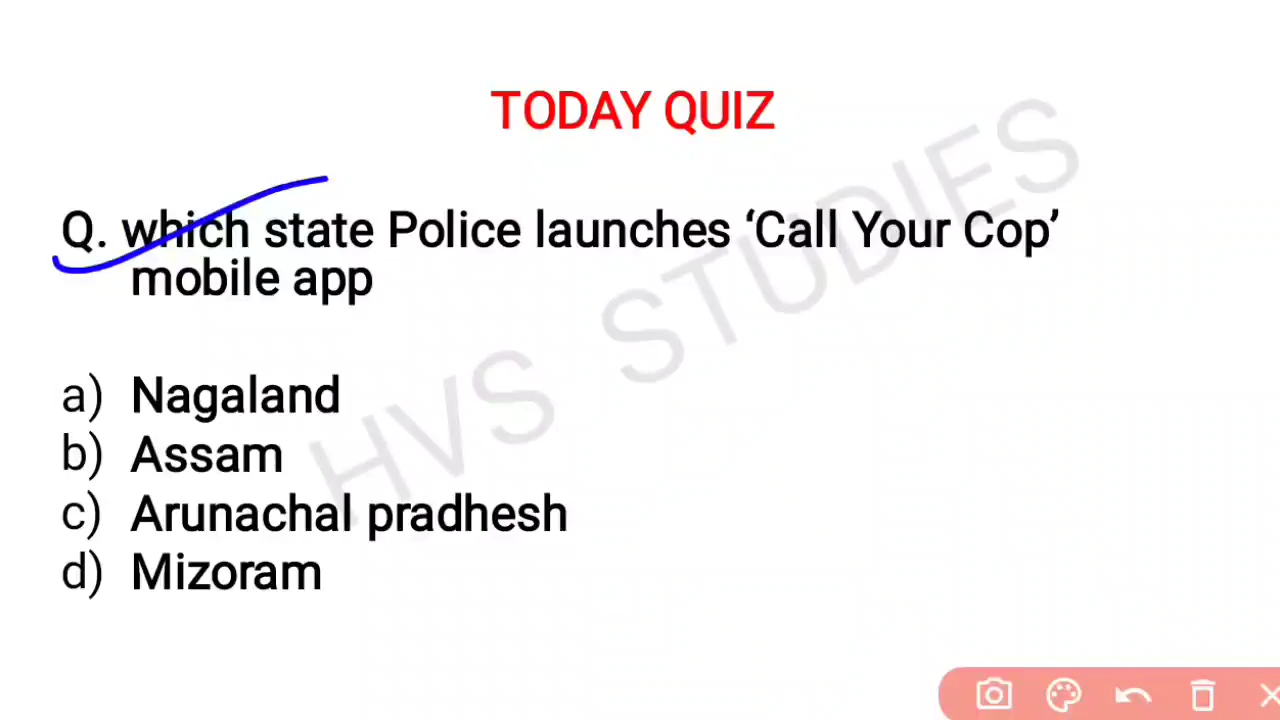 TODAY QUIZ
Q. which state Police launches ‘Call Your Cop’
mobile app
a) Nagaland
b) Assam
c) Arunachal pradhesh
d) Mizoram
HVS STUDIES